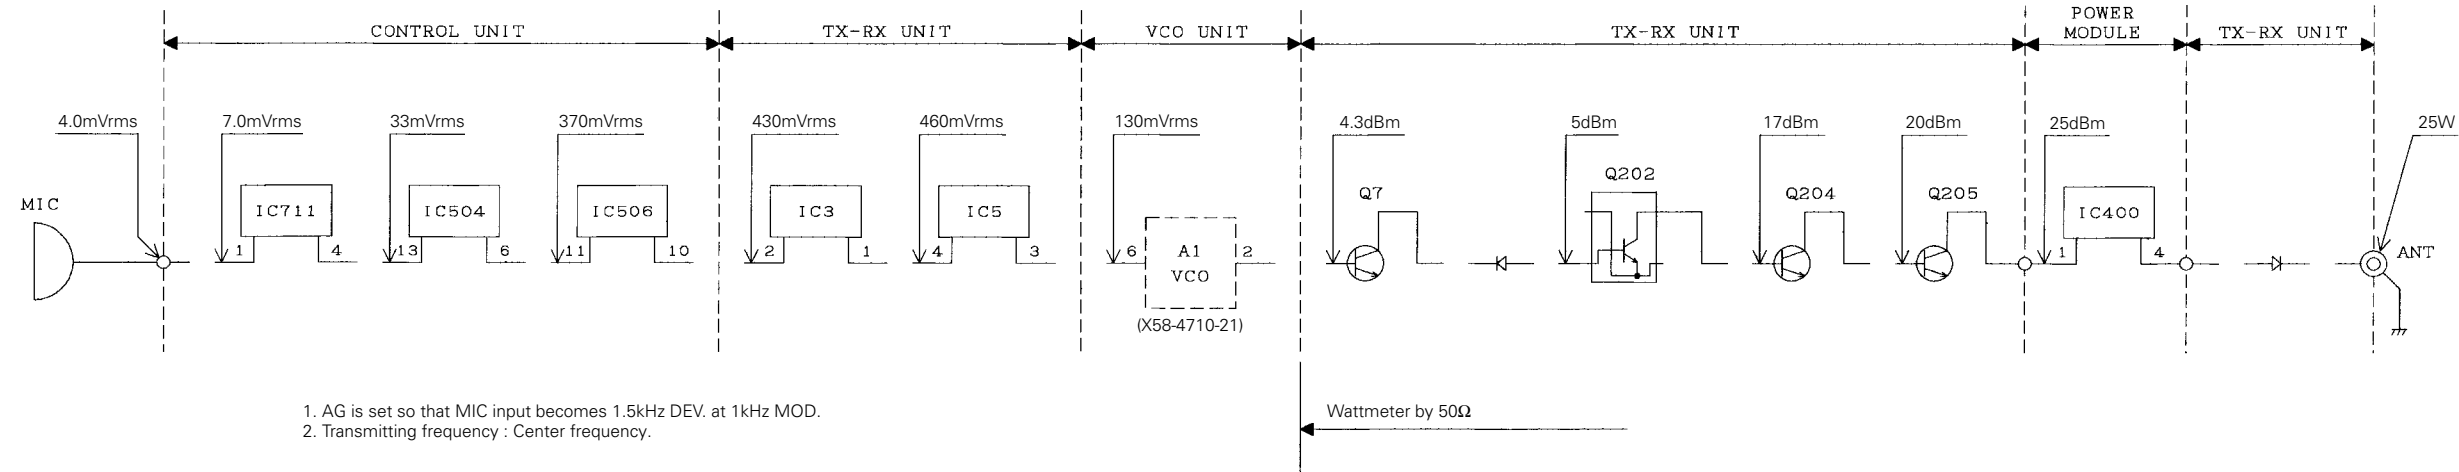 CONTROL UNIT
TX-RX UNIT
VCO UNIT
TX-RX UNIT
POWER
MODULE
TX-RX UNIT
4.0mVrms
7.0mVrms
33mVrms
370mVrms
430mVrms
460mVrms
130mVrms
4.3dBm
5dBm
17dBm
20dBm
25dBm
25W
MIC
IC711
1
4
IC504
13
6
IC506
11
10
IC3
2
1
IC5
4
3
A1
VCO
6
2
(X58-4710-21)
Q7
Q202
Q204
Q205
IC400
1
4
ANT
1. AG is set so that MIC input becomes 1.5kHz DEV. at 1kHz MOD.
2. Transmitting frequency : Center frequency.
Wattmeter by 50Ω